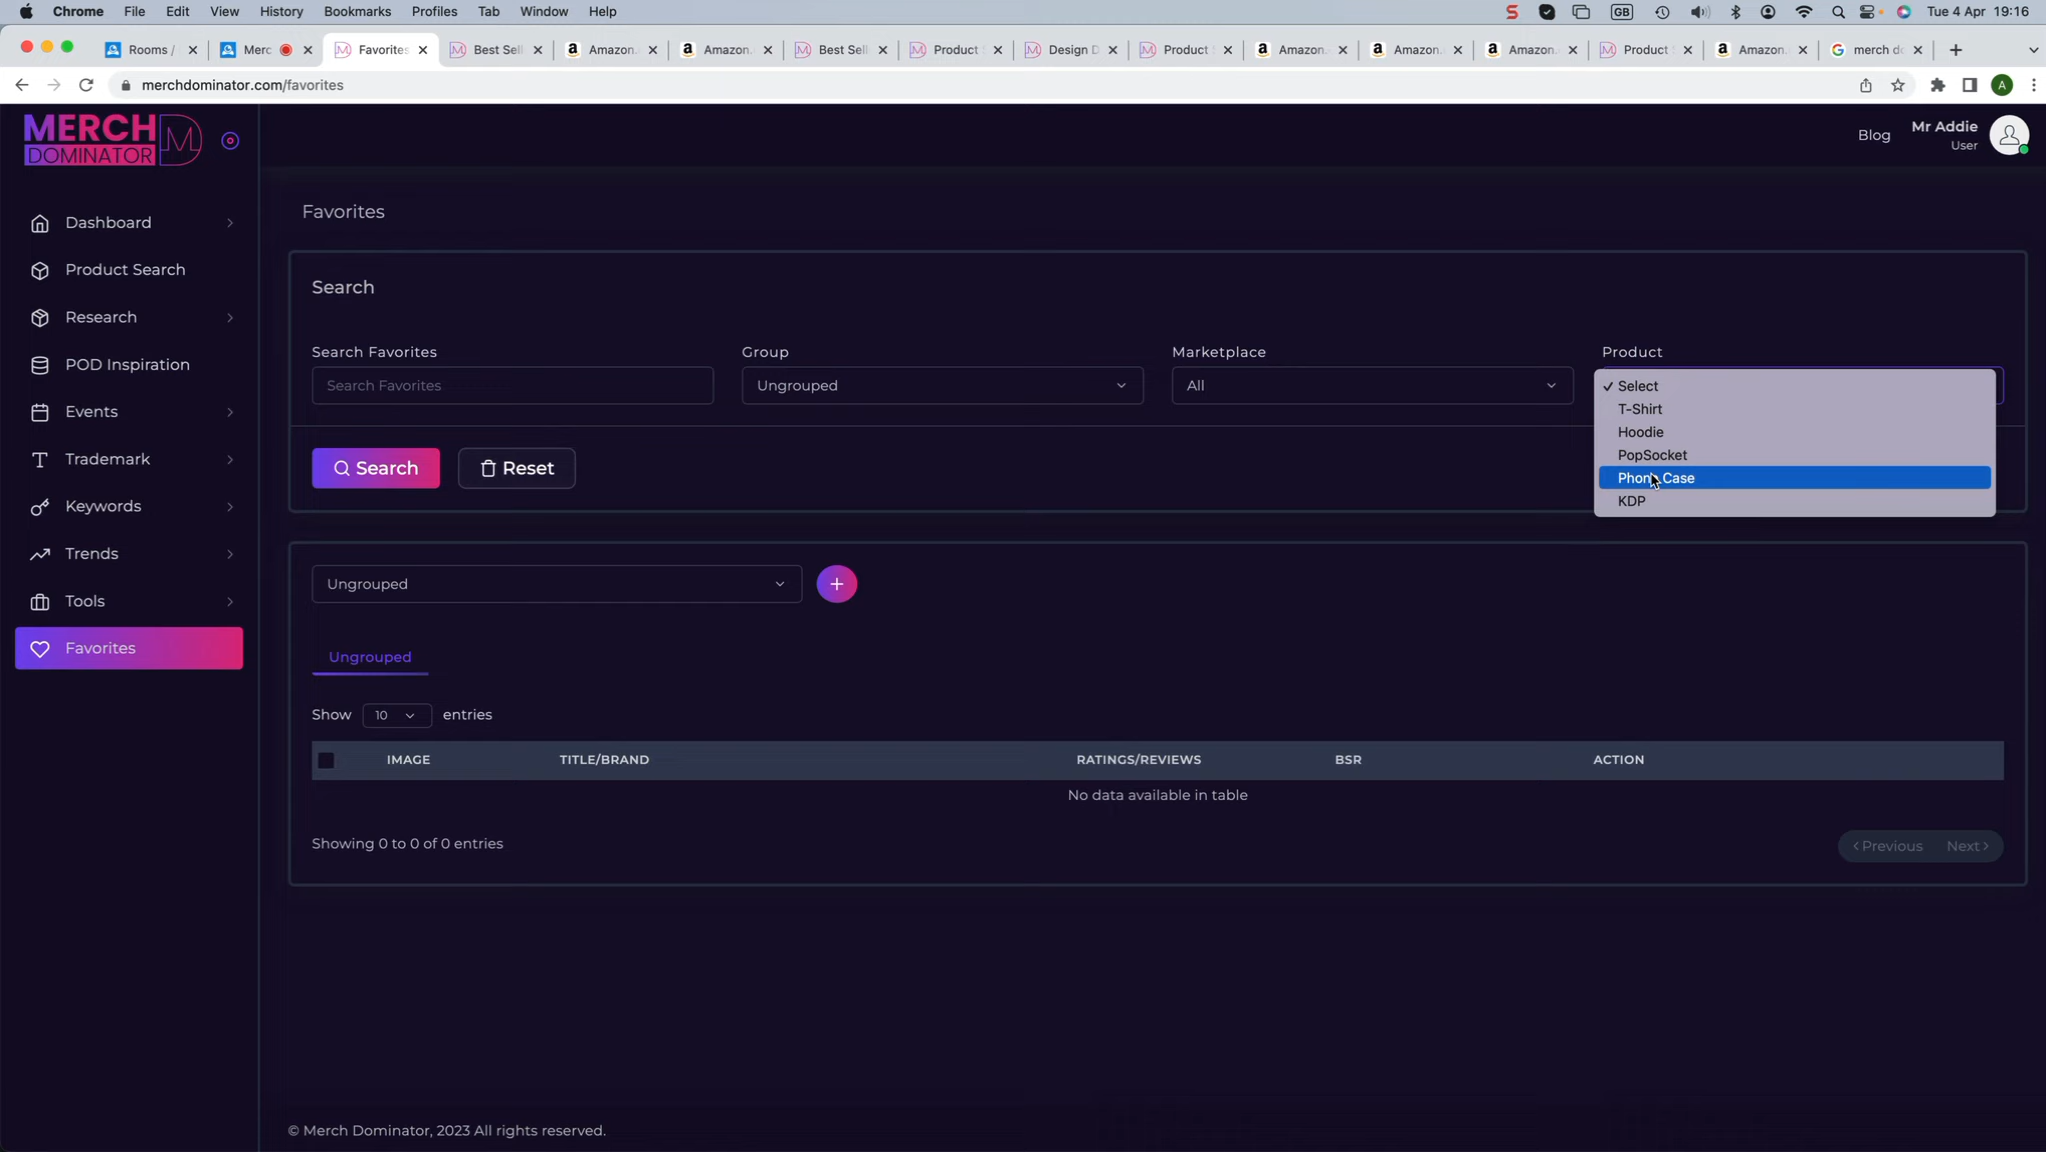 Chrome File Edit View History Bookmarks Profiles Tab Window Help GB Tue 4 Apr 19:16
Rooms / Merc Favorites Best Sell Amazon. Amazon. Best Sell Product Design D Product Amazon. Amazon. Amazon. Product Amazon. merch do
merchdominator.com/favorites A
MERCH
DOMINATOR
Blog
Mr Addie
User
Dashboard
Product Search
Research
POD Inspiration
Events
Trademark
Keywords
Trends
Tools
Favorites
Favorites
Search
Search Favorites Group Marketplace Product
Search Favorites Ungrouped All
✓ Select
T-Shirt
Hoodie
PopSocket
Phone Case
KDP
Search Reset
Ungrouped +
Ungrouped
Show 10 entries
IMAGE TITLE/BRAND RATINGS/REVIEWS BSR ACTION
No data available in table
Showing 0 to 0 of 0 entries
Previous Next
© Merch Dominator, 2023 All rights reserved.